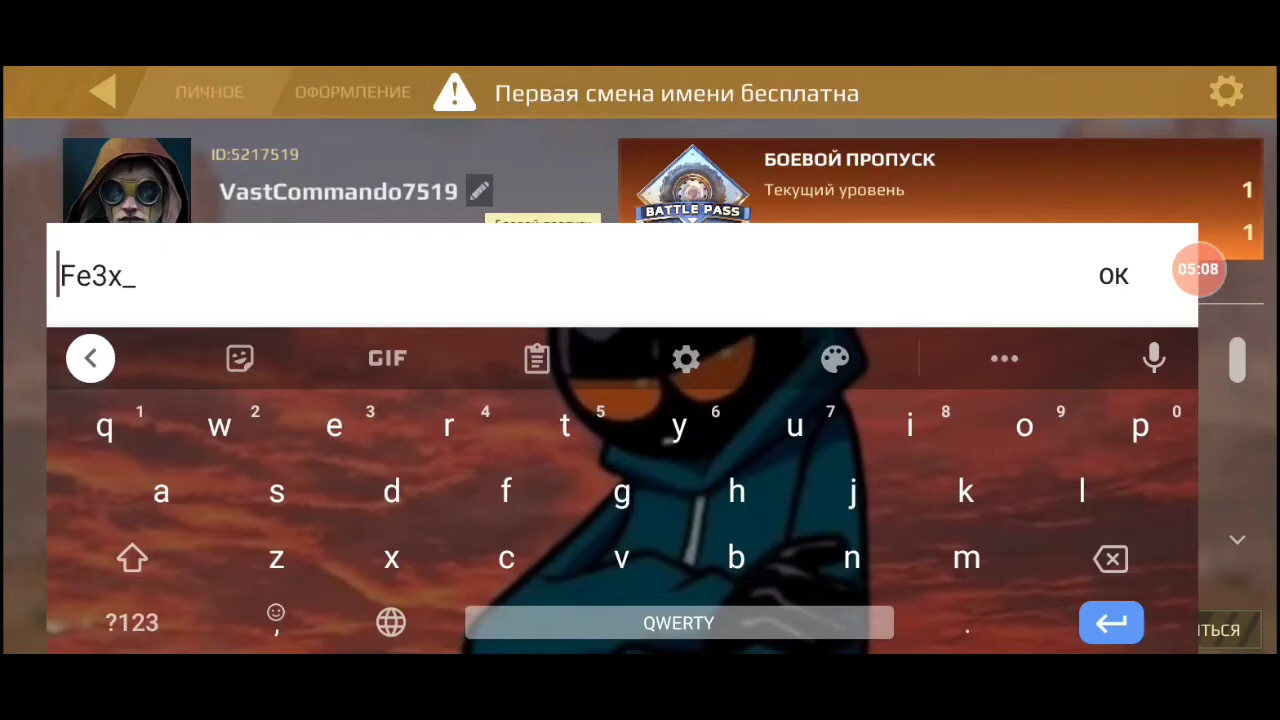 ЛИЧНОЕ
ОФОРМЛЕНИЕ
Первая смена имени бесплатна
ID:5217519
VastCommando7519
БОЕВОЙ ПРОПУСК
Текущий уровень
1
BATTLE PASS
1
Fe3x_
OK
05:08
GIF
1 2 3 4 5 6 7 8 9 0
q w e r t y u i o p
a s d f g h j k l
z x c v b n m
?123 , QWERTY .
ИТЬСЯ